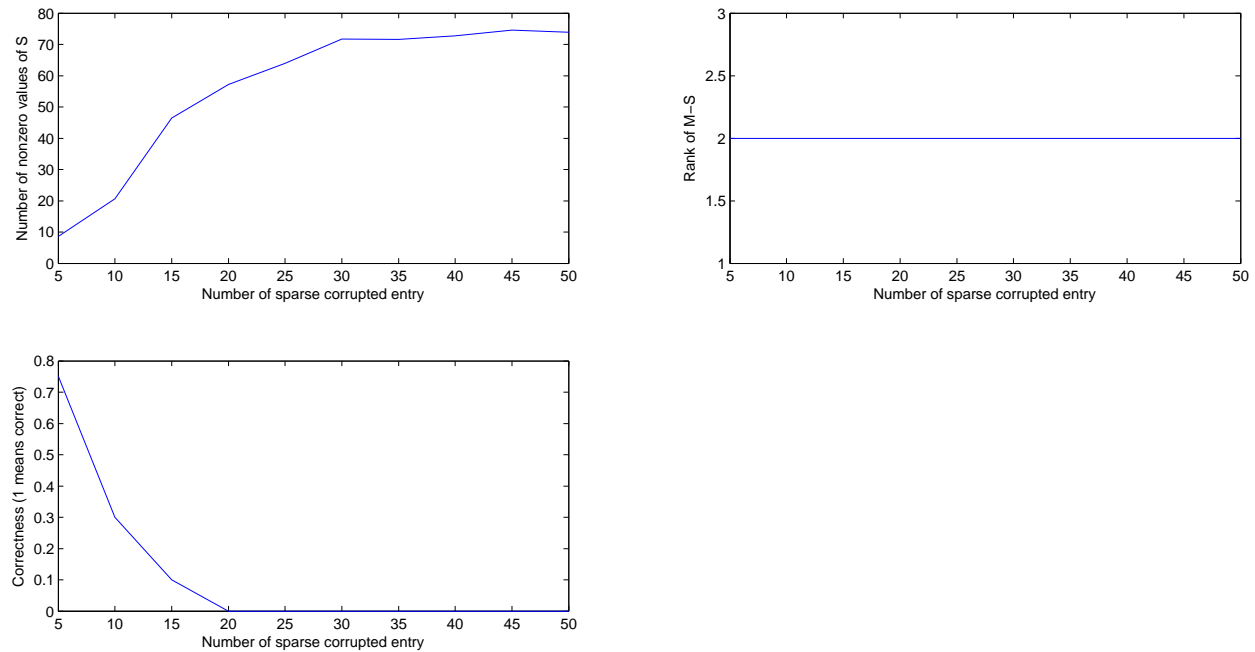 80
70
60
50
40
30
20
10
0
Number of nonzero values of S
5 10 15 20 25 30 35 40 45 50
Number of sparse corrupted entry
3
2.5
2
1.5
1
Rank of M−S
5 10 15 20 25 30 35 40 45 50
Number of sparse corrupted entry
0.8
0.7
0.6
0.5
0.4
0.3
0.2
0.1
0
Correctness (1 means correct)
5 10 15 20 25 30 35 40 45 50
Number of sparse corrupted entry